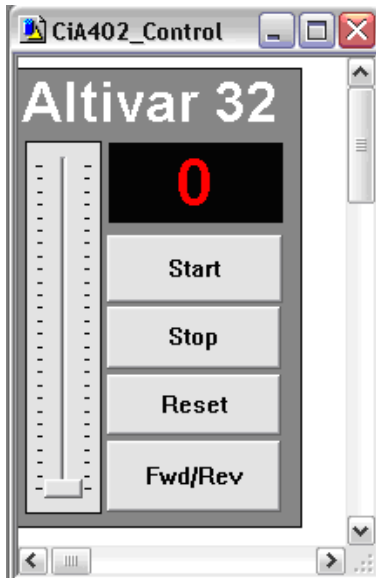 CiA402_Control
Altivar 32
0
Start
Stop
Reset
Fwd/Rev